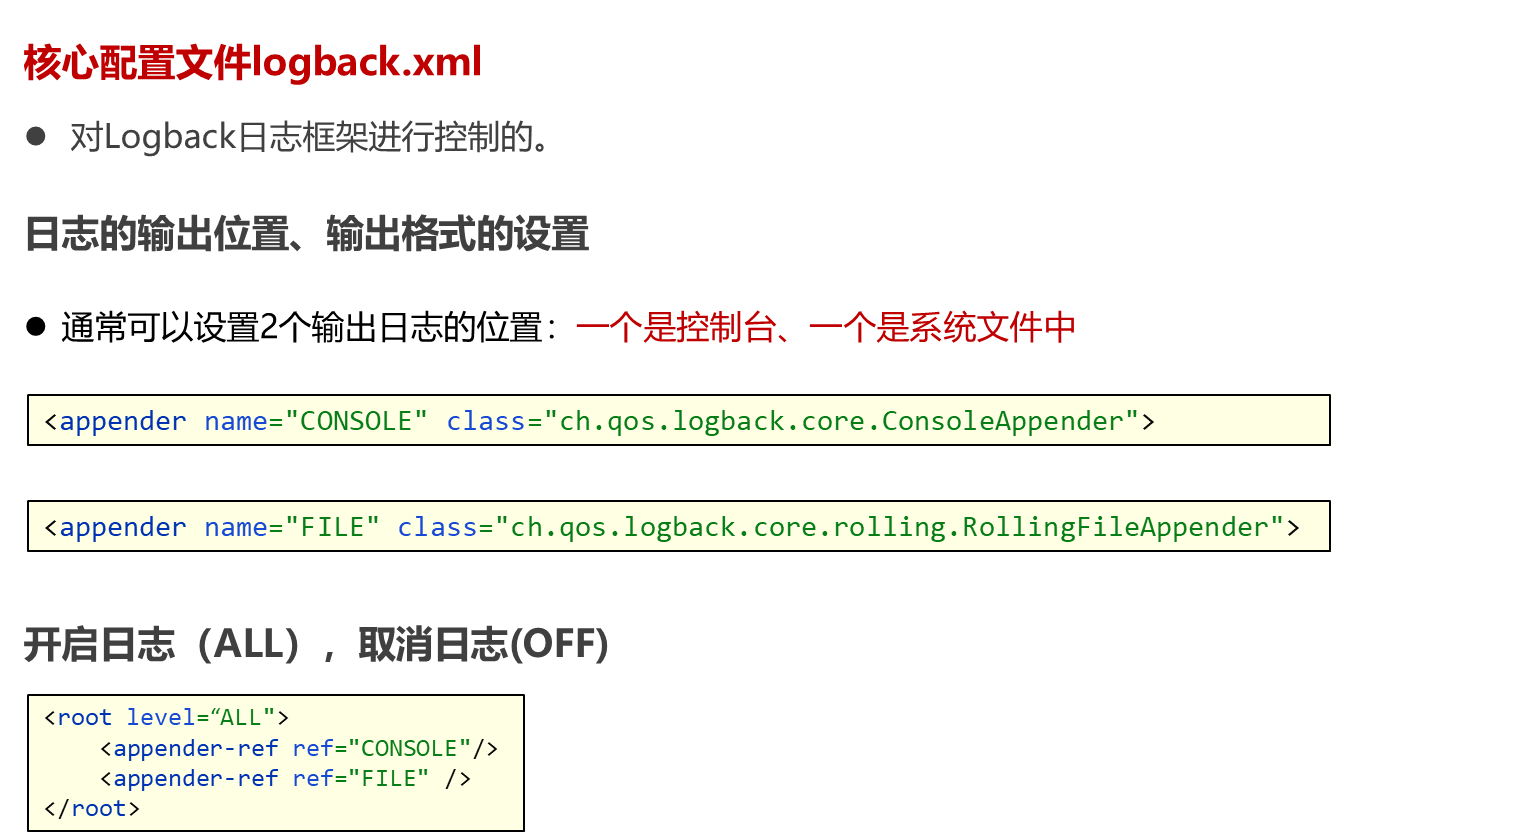 核心配置文件logback.xml
● 对Logback日志框架进行控制的。
日志的输出位置、输出格式的设置
● 通常可以设置2个输出日志的位置：一个是控制台、一个是系统文件中
<appender name="CONSOLE" class="ch.qos.logback.core.ConsoleAppender">
<appender name="FILE" class="ch.qos.logback.core.rolling.RollingFileAppender">
开启日志（ALL），取消日志(OFF)
<root level=“ALL">
    <appender-ref ref="CONSOLE"/>
    <appender-ref ref="FILE" />
</root>